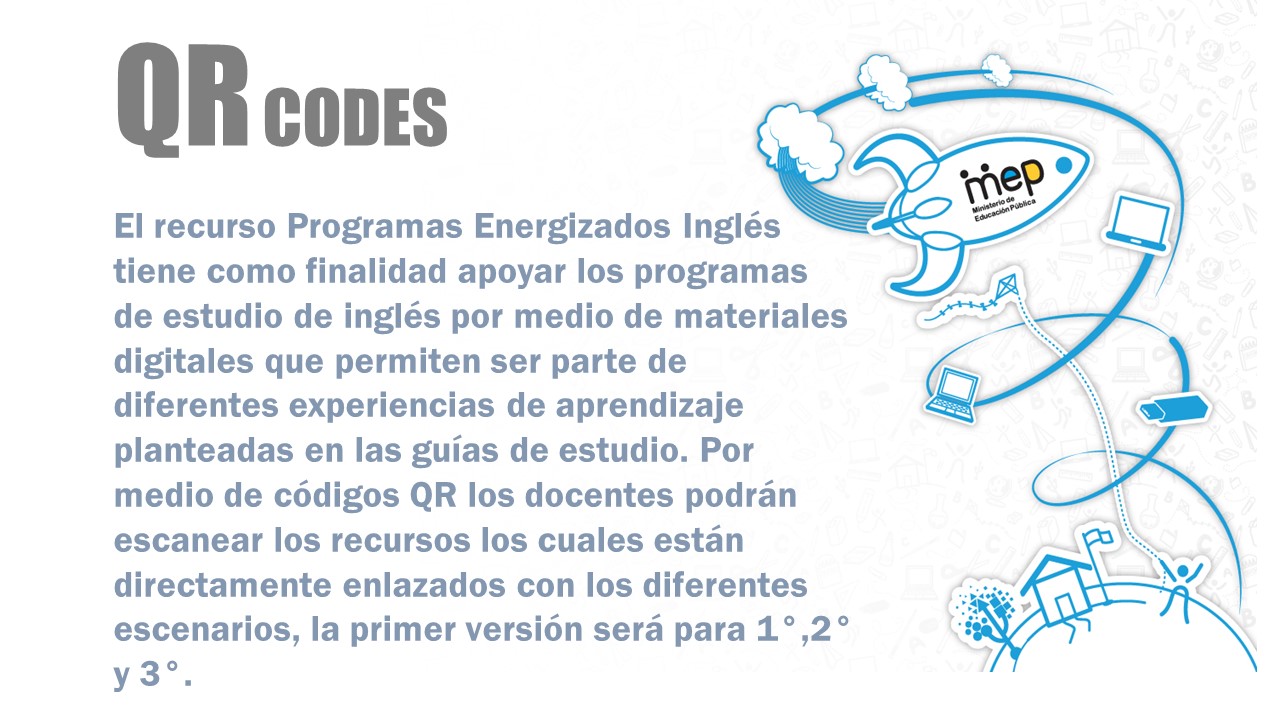 QR CODES
El recurso Programas Energizados Inglés
tiene como finalidad apoyar los programas
de estudio de inglés por medio de materiales
digitales que permiten ser parte de
diferentes experiencias de aprendizaje
planteadas en las guías de estudio. Por
medio de códigos QR los docentes podrán
escanear los recursos los cuales están
directamente enlazados con los diferentes
escenarios, la primer versión será para 1°,2°
y 3°.
mep
Ministerio de
Educación Pública